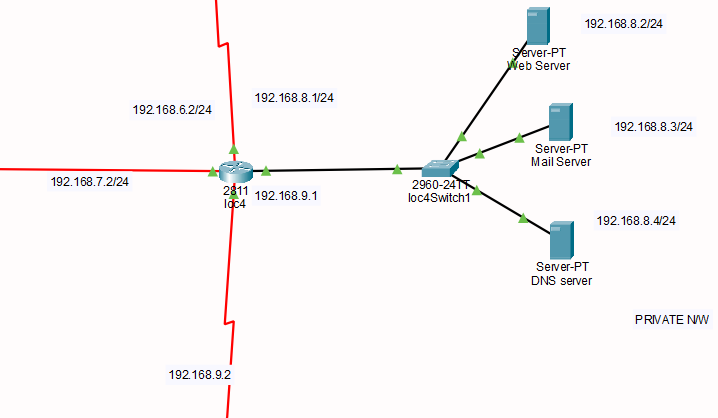 192.168.8.2/24
Server-PT
Web Server
192.168.8.1/24
192.168.6.2/24
192.168.8.3/24
Server-PT
Mail Server
192.168.7.2/24
2811
loc4
192.168.9.1
2960-24TT
loc4Switch1
192.168.8.4/24
Server-PT
DNS server
PRIVATE N/W
192.168.9.2